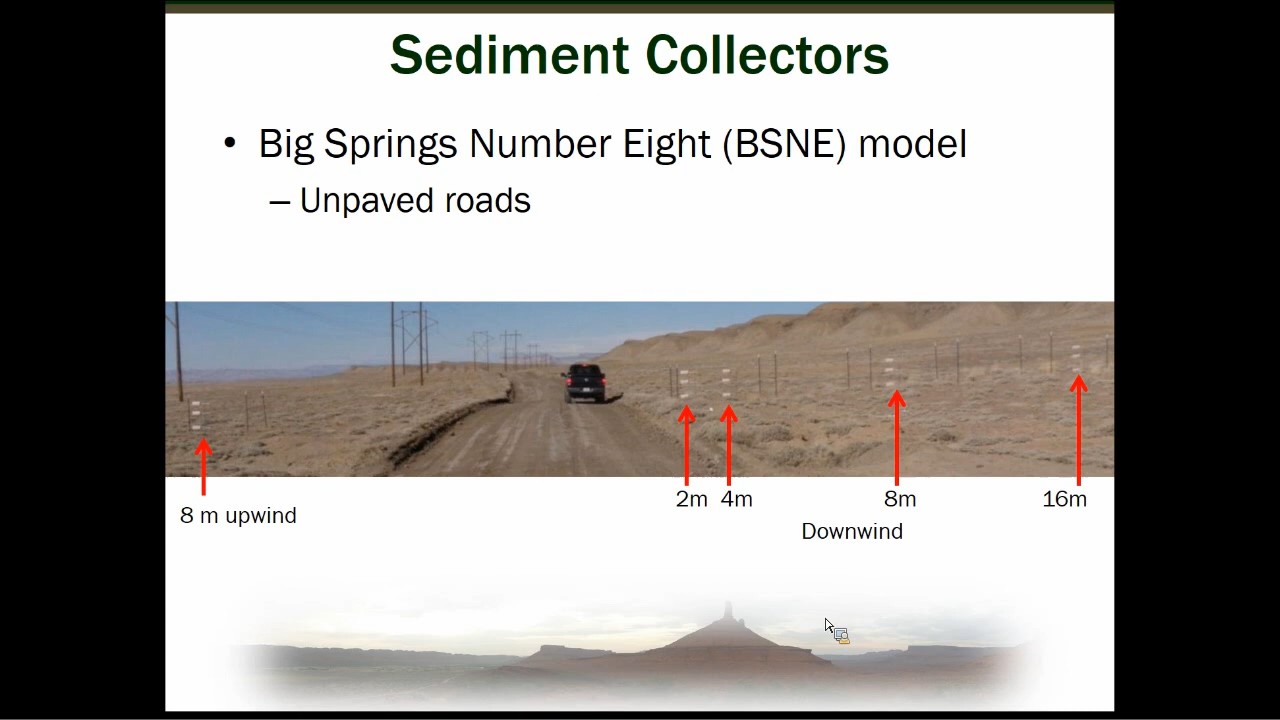 Sediment Collectors
• Big Springs Number Eight (BSNE) model
– Unpaved roads
2m 4m 8m 16m
8 m upwind
Downwind